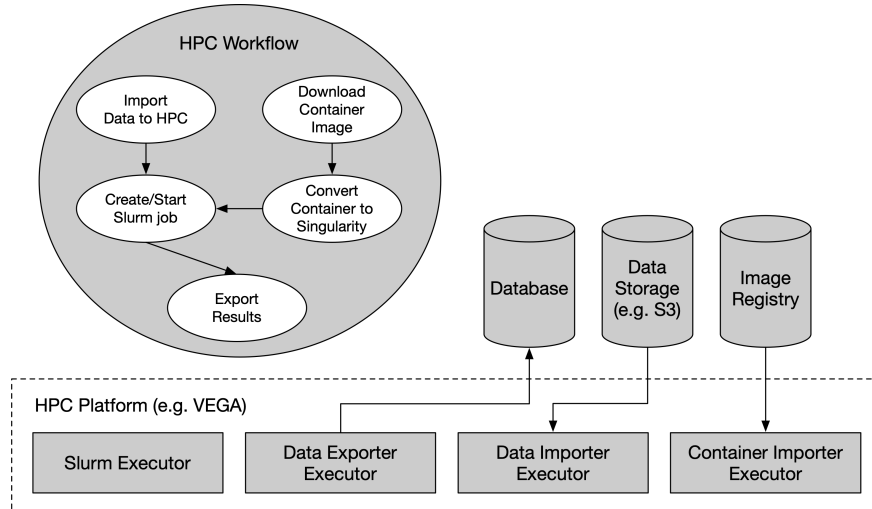 HPC Workflow
Import
Data to HPC
Download
Container
Image
Create/Start
Slurm job
Convert
Container to
Singularity
Export
Results
Database
Data
Storage
(e.g. S3)
Image
Registry
HPC Platform (e.g. VEGA)
Slurm Executor
Data Exporter
Executor
Data Importer
Executor
Container Importer
Executor